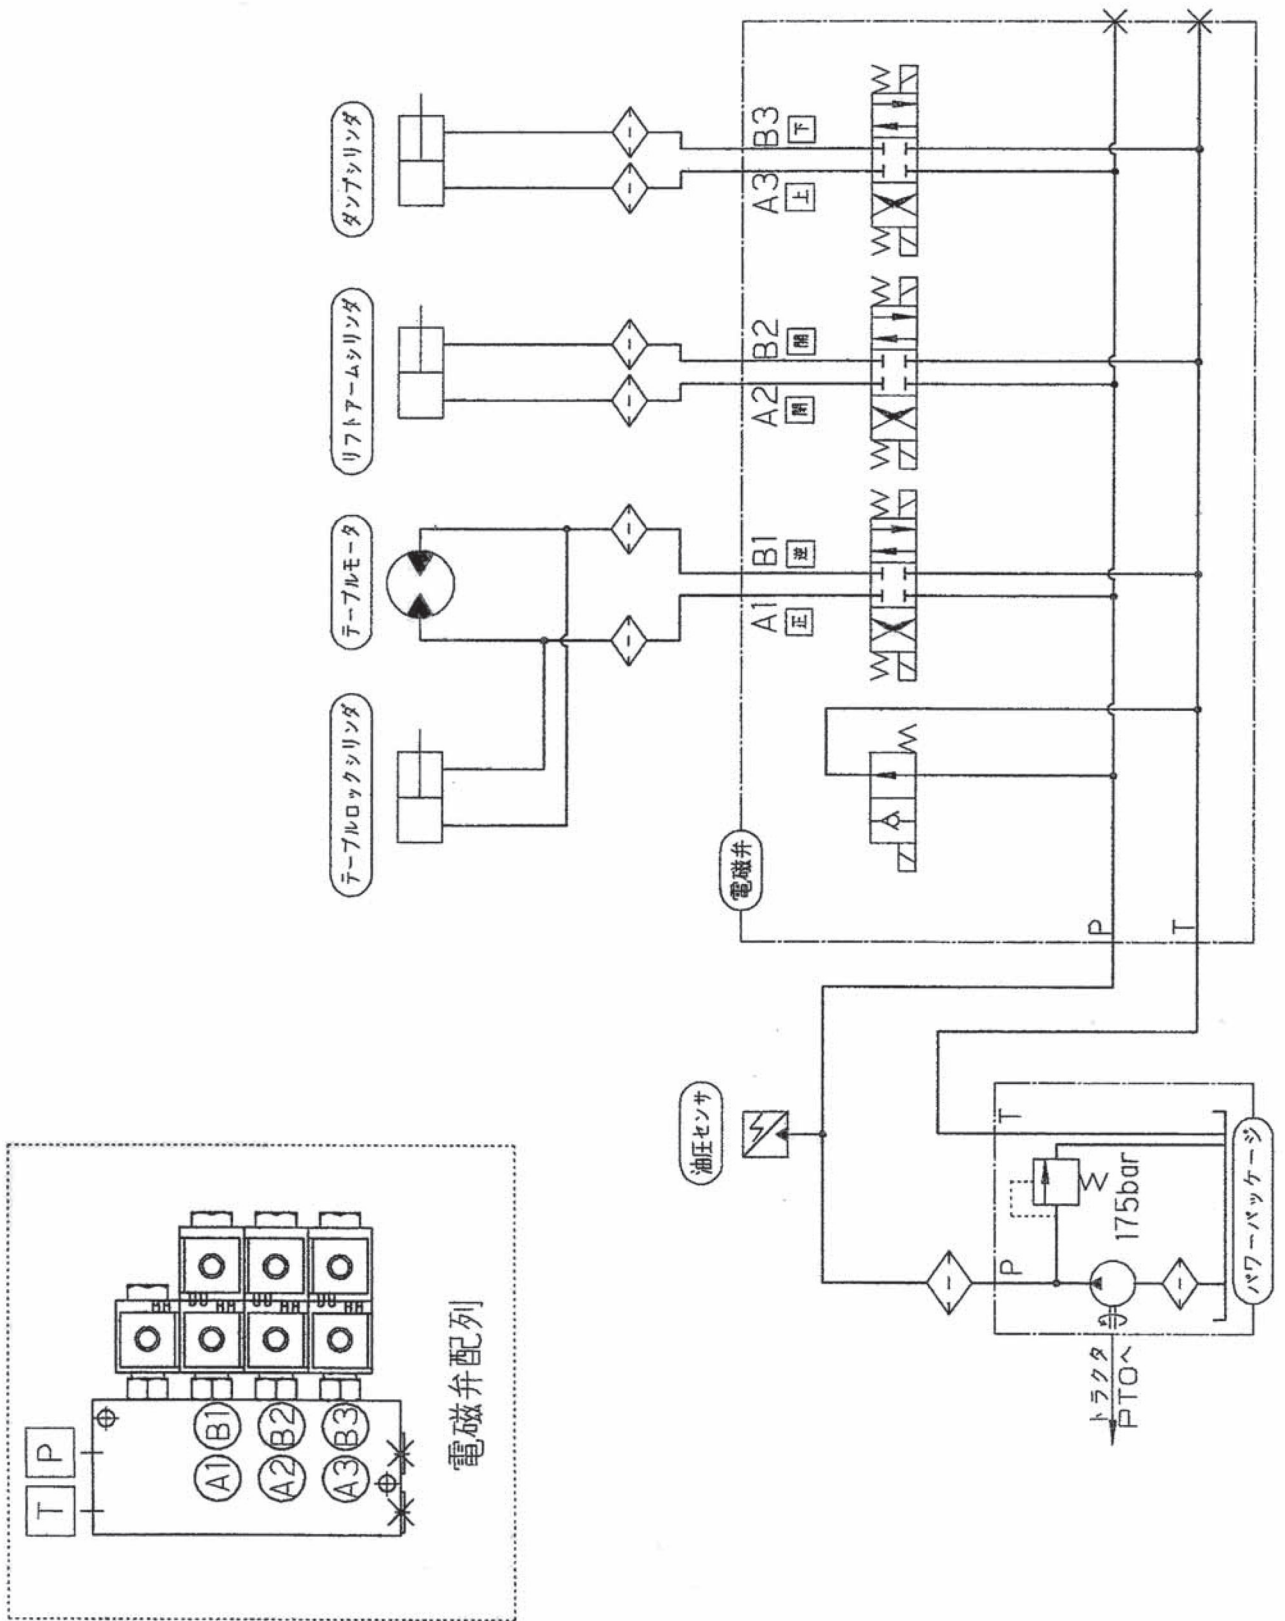 T P
A1 B1
A2 B2
A3 B3
電磁弁配列
テーブルロックシリンダ
テーブルモータ
リフトアームシリンダ
ダンプシリンダ
油圧センサ
電磁弁
A1 B1
正 逆
A2 B2
A3 B3
上 下
P
T
P
T
175bar
トラクタ
PTOへ
パワーパッケージ